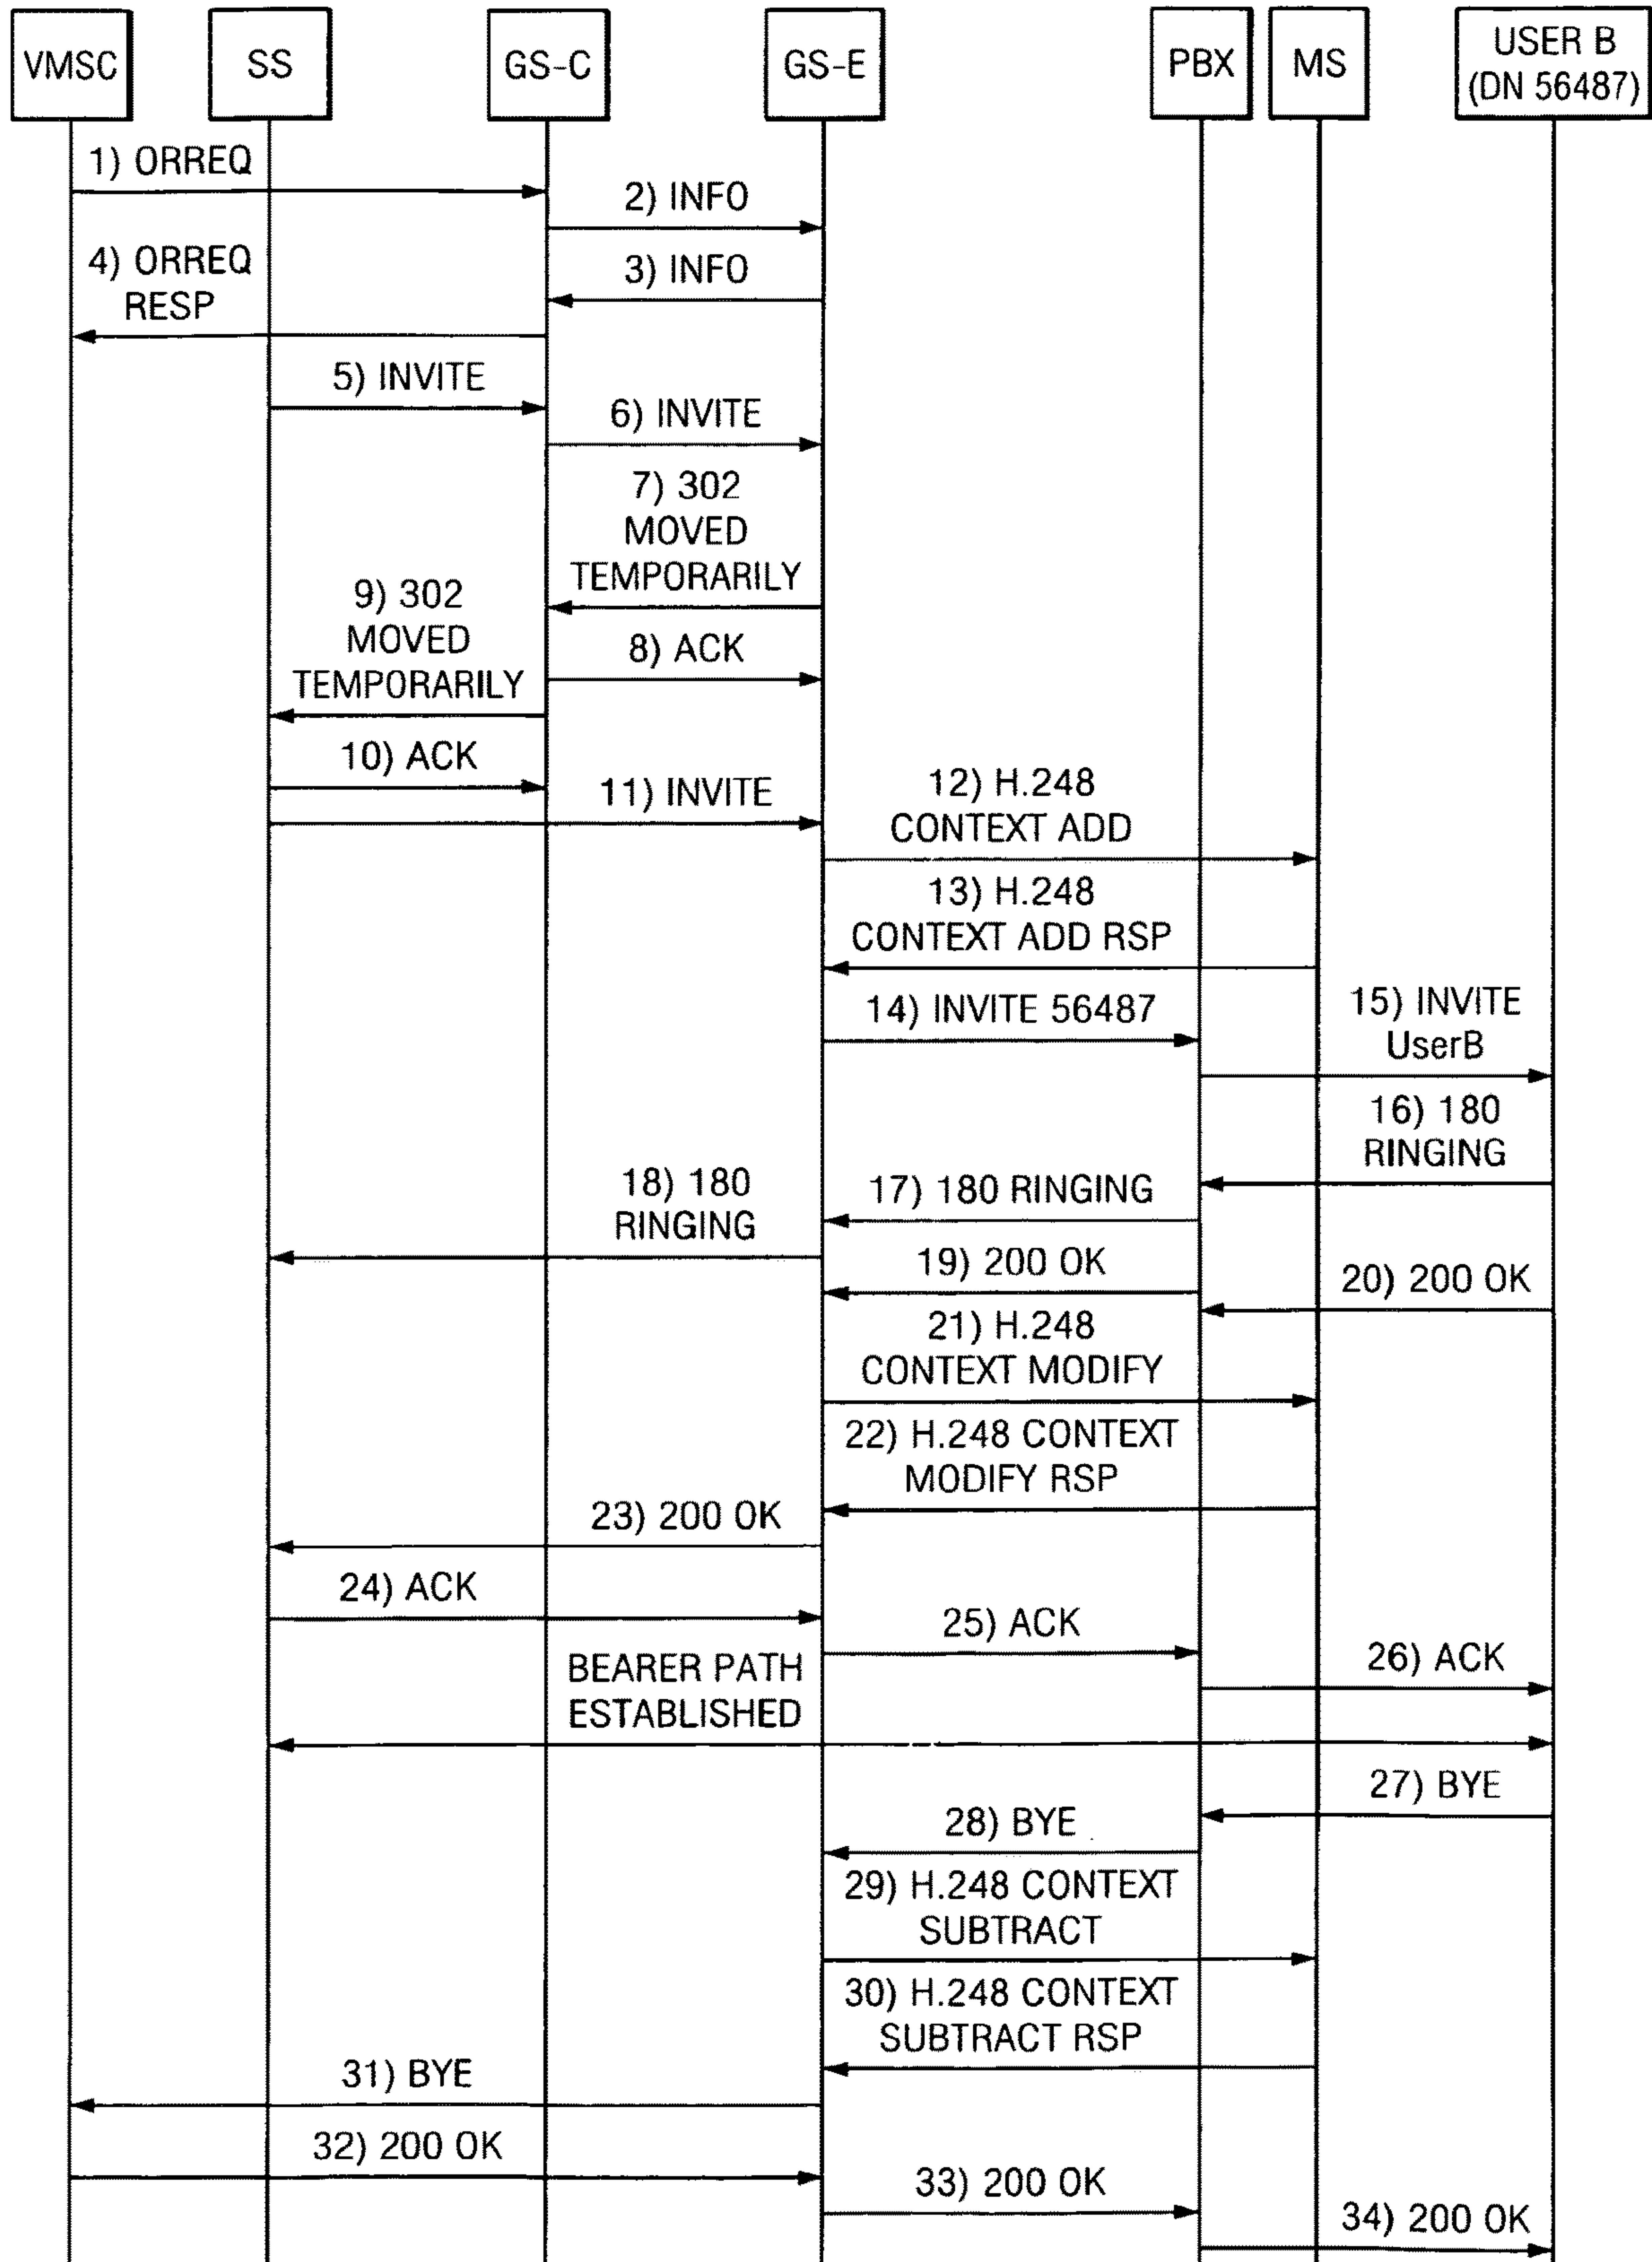 VMSC
SS
GS-C
GS-E
PBX
MS
USER B
(DN 56487)
1) ORREQ
2) INFO
3) INFO
4) ORREQ
RESP
5) INVITE
6) INVITE
7) 302
MOVED
TEMPORARILY
8) ACK
9) 302
MOVED
TEMPORARILY
10) ACK
11) INVITE
12) H.248
CONTEXT ADD
13) H.248
CONTEXT ADD RSP
14) INVITE 56487
15) INVITE
UserB
16) 180
RINGING
17) 180 RINGING
18) 180
RINGING
19) 200 OK
20) 200 OK
21) H.248
CONTEXT MODIFY
22) H.248 CONTEXT
MODIFY RSP
23) 200 OK
24) ACK
25) ACK
26) ACK
BEARER PATH
ESTABLISHED
27) BYE
28) BYE
29) H.248 CONTEXT
SUBTRACT
30) H.248 CONTEXT
SUBTRACT RSP
31) BYE
32) 200 OK
33) 200 OK
34) 200 OK